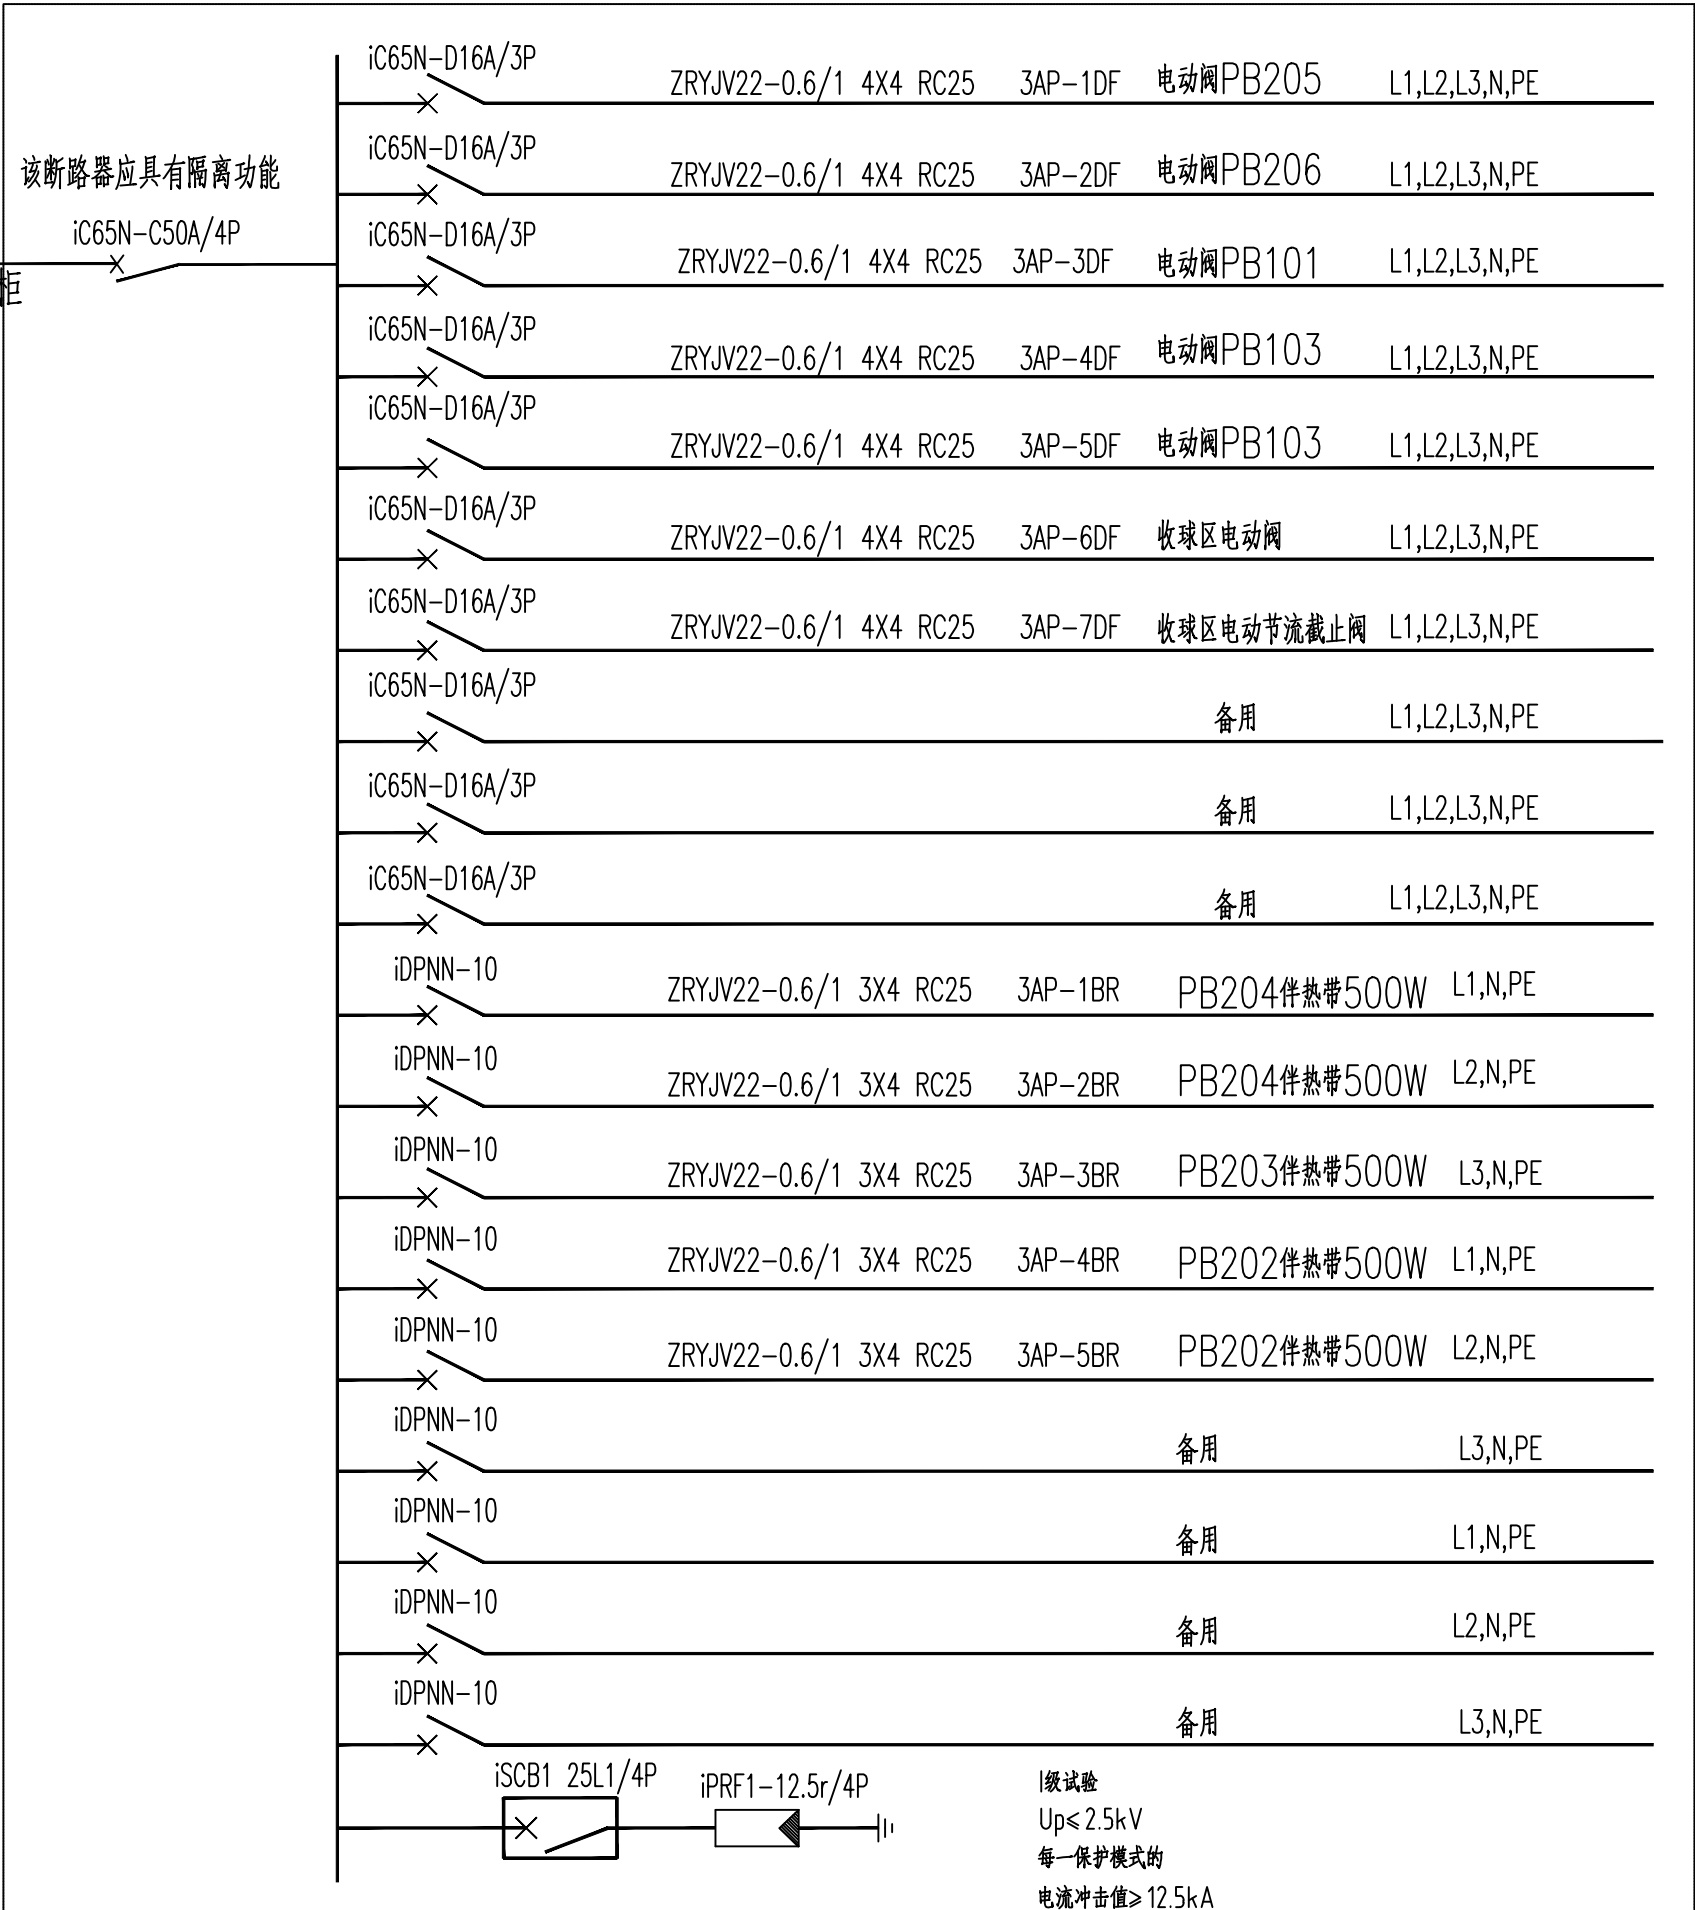 iC65N-D16A/3P ZRYJV22-0.6/1 4X4 RC25 3AP-1DF 电动阀PB205 L1,L2,L3,N,PE
iC65N-D16A/3P ZRYJV22-0.6/1 4X4 RC25 3AP-2DF 电动阀PB206 L1,L2,L3,N,PE
该断路器应具有隔离功能
iC65N-C50A/4P
柜
iC65N-D16A/3P ZRYJV22-0.6/1 4X4 RC25 3AP-3DF 电动阀PB101 L1,L2,L3,N,PE
iC65N-D16A/3P ZRYJV22-0.6/1 4X4 RC25 3AP-4DF 电动阀PB103 L1,L2,L3,N,PE
iC65N-D16A/3P ZRYJV22-0.6/1 4X4 RC25 3AP-5DF 电动阀PB103 L1,L2,L3,N,PE
iC65N-D16A/3P ZRYJV22-0.6/1 4X4 RC25 3AP-6DF 收球区电动阀 L1,L2,L3,N,PE
iC65N-D16A/3P ZRYJV22-0.6/1 4X4 RC25 3AP-7DF 收球区电动节流截止阀 L1,L2,L3,N,PE
iC65N-D16A/3P 备用 L1,L2,L3,N,PE
iC65N-D16A/3P 备用 L1,L2,L3,N,PE
iC65N-D16A/3P 备用 L1,L2,L3,N,PE
iDPNN-10 ZRYJV22-0.6/1 3X4 RC25 3AP-1BR PB204伴热带500W L1,N,PE
iDPNN-10 ZRYJV22-0.6/1 3X4 RC25 3AP-2BR PB204伴热带500W L2,N,PE
iDPNN-10 ZRYJV22-0.6/1 3X4 RC25 3AP-3BR PB203伴热带500W L3,N,PE
iDPNN-10 ZRYJV22-0.6/1 3X4 RC25 3AP-4BR PB202伴热带500W L1,N,PE
iDPNN-10 ZRYJV22-0.6/1 3X4 RC25 3AP-5BR PB202伴热带500W L2,N,PE
iDPNN-10 备用 L3,N,PE
iDPNN-10 备用 L1,N,PE
iDPNN-10 备用 L2,N,PE
iDPNN-10 备用 L3,N,PE
iSCB1 25L1/4P iPRF1-12.5r/4P
I级试验
Up≤2.5kV
每一保护模式的
电流冲击值≥12.5kA